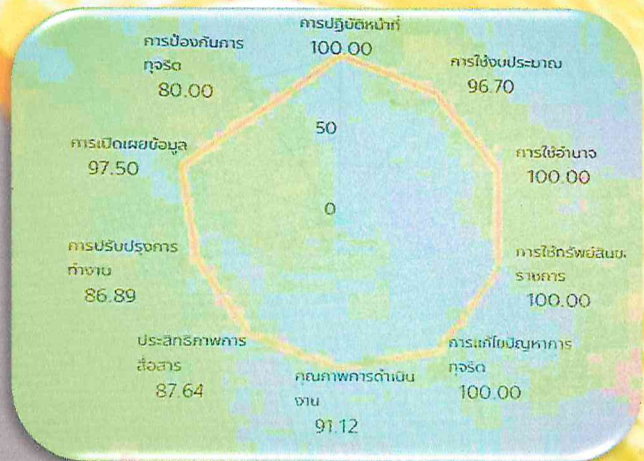 การปฏิบัติหน้าที่
100.00
การใช้งบประมาณ
96.70
การใช้อำนาจ
100.00
การใช้ทรัพย์สินข
ราชการ
100.00
การแก้ไขปัญหาการ
ทุจริต
100.00
คุณภาพการดำเนิน
งาน
91.12
ประสิทธิภาพการ
สื่อสาร
87.64
การปรับปรุงการ
ทำงาน
86.89
การเปิดเผยข้อมูล
97.50
การป้องกันการ
ทุจริต
80.00
50
0